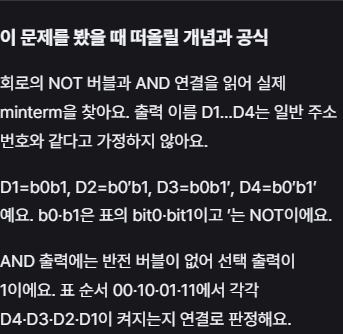 이 문제를 봤을 때 떠올릴 개념과 공식
회로의 NOT 버블과 AND 연결을 읽어 실제
minterm을 찾아요. 출력 이름 D1...D4는 일반 주소
번호와 같다고 가정하지 않아요.
D1=b0b1, D2=b0′b1, D3=b0b1′, D4=b0′b1′
예요. b0·b1은 표의 bit0·bit1이고 ′는 NOT이에요.
AND 출력에는 반전 버블이 없어 선택 출력이
1이에요. 표 순서 00·10·01·11에서 각각
D4·D3·D2·D1이 켜지는지 연결로 판정해요.